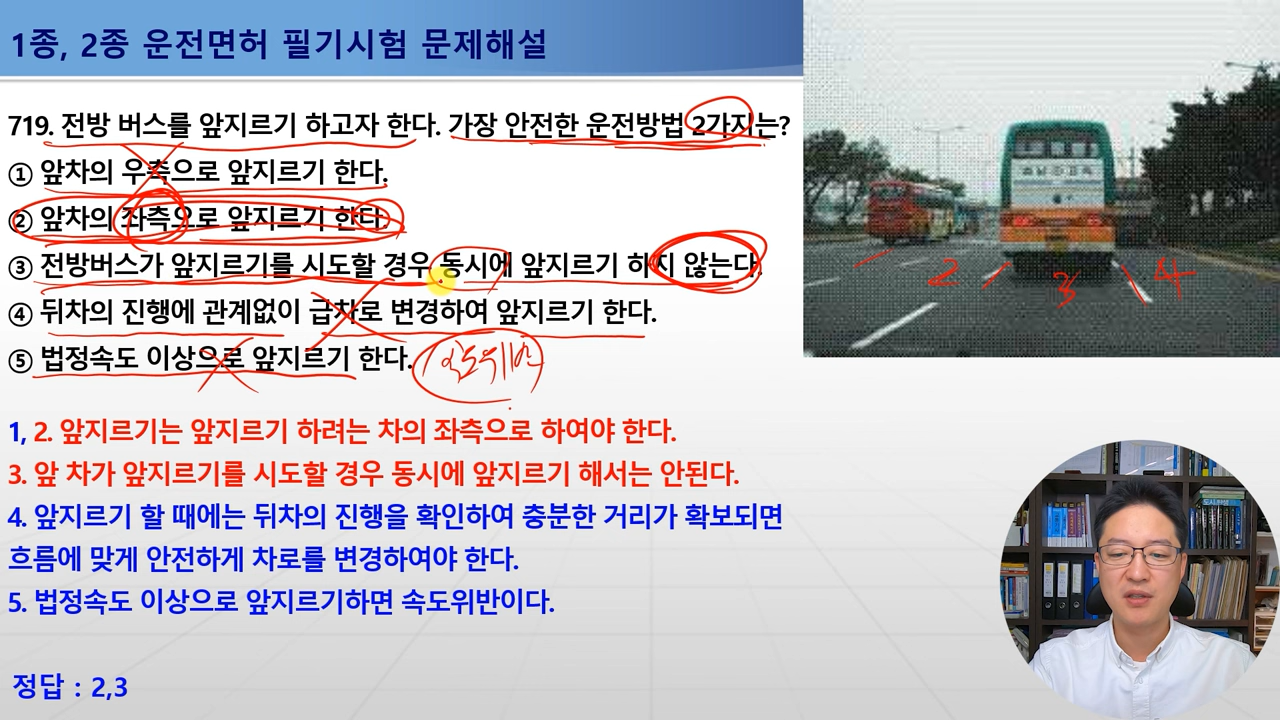 1종, 2종 운전면허 필기시험 문제해설
719. 전방 버스를 앞지르기 하고자 한다. 가장 안전한 운전방법 2가지는?
① 앞차의 우측으로 앞지르기 한다.
② 앞차의 좌측으로 앞지르기 한다.
③ 전방버스가 앞지르기를 시도할 경우 동시에 앞지르기 하지 않는다.
④ 뒤차의 진행에 관계없이 급차로 변경하여 앞지르기 한다.
⑤ 법정속도 이상으로 앞지르기 한다. 속도위반
2 3 4
1, 2. 앞지르기는 앞지르기 하려는 차의 좌측으로 하여야 한다.
3. 앞 차가 앞지르기를 시도할 경우 동시에 앞지르기 해서는 안된다.
4. 앞지르기 할 때에는 뒤차의 진행을 확인하여 충분한 거리가 확보되면
흐름에 맞게 안전하게 차로를 변경하여야 한다.
5. 법정속도 이상으로 앞지르기하면 속도위반이다.
정답 : 2,3